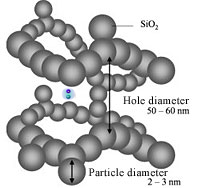 SiO₂
Hole diameter
50 – 60 nm
Particle diameter
2 – 3 nm